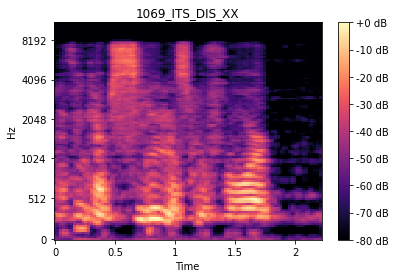 1069_ITS_DIS_XX
+0 dB
8192
-10 dB
4096
-20 dB
-30 dB
2048
Hz
-40 dB
1024
-50 dB
512
-60 dB
-70 dB
0
-80 dB
0
0.5
1
1.5
2
Time